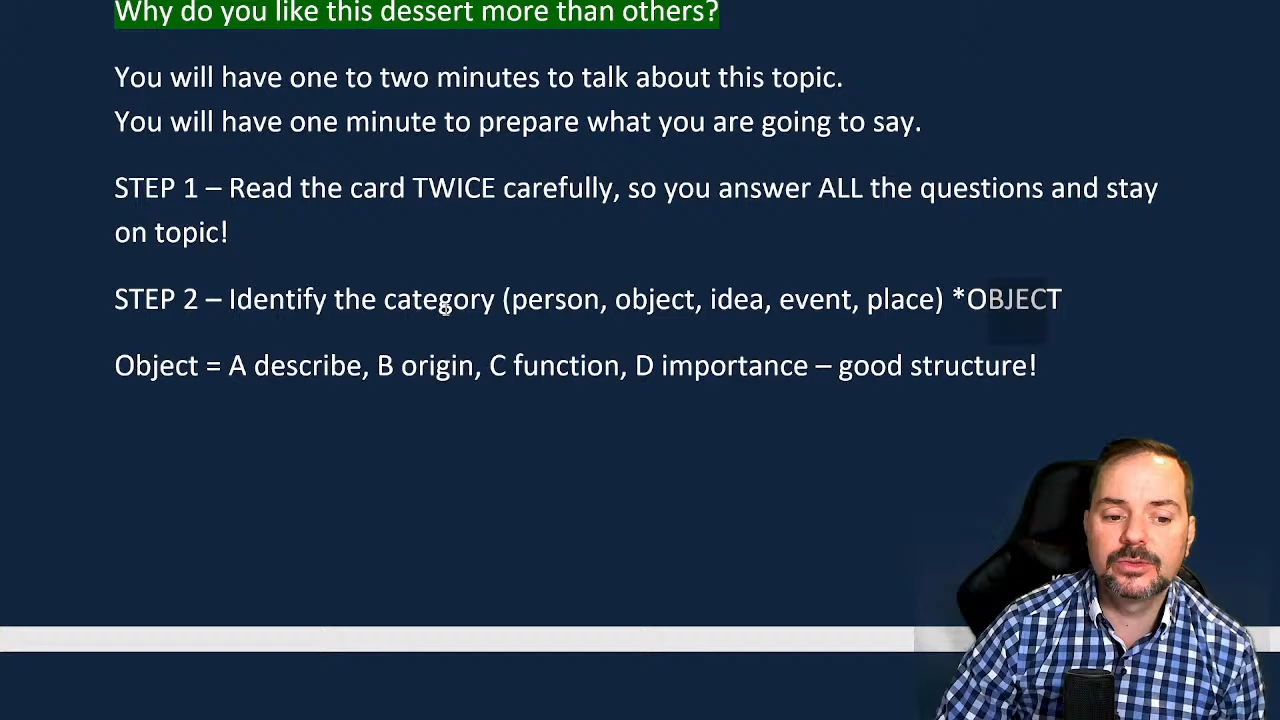 Why do you like this dessert more than others?
You will have one to two minutes to talk about this topic.
You will have one minute to prepare what you are going to say.
STEP 1 – Read the card TWICE carefully, so you answer ALL the questions and stay
on topic!
STEP 2 – Identify the category (person, object, idea, event, place) *OBJECT
Object = A describe, B origin, C function, D importance – good structure!